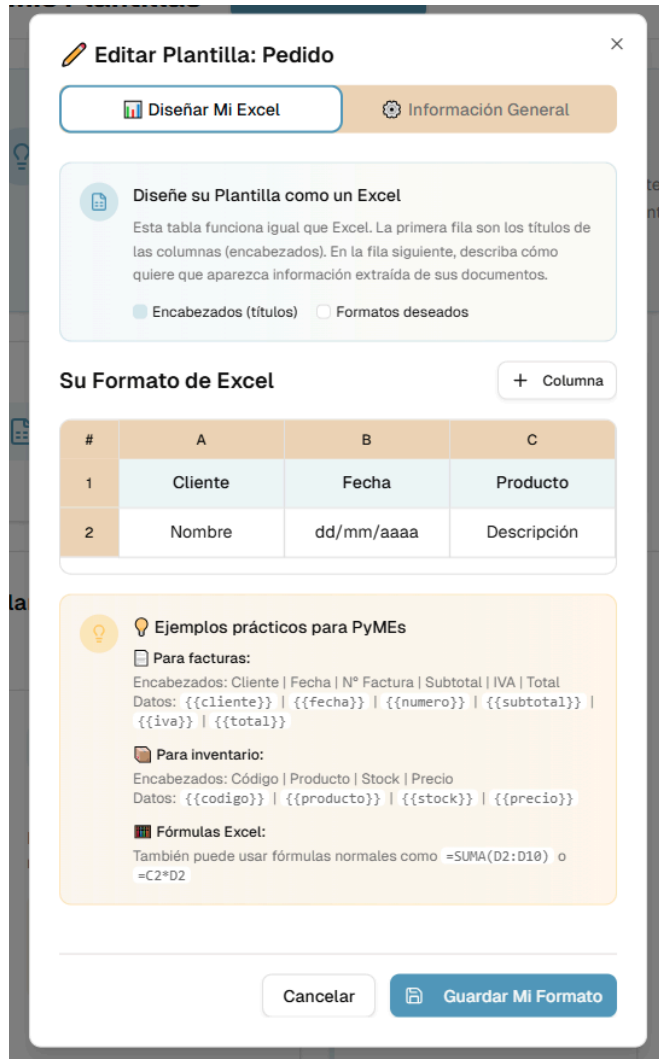 Editar Plantilla: Pedido
Diseñar Mi Excel
Información General
Diseñe su Plantilla como un Excel
Esta tabla funciona igual que Excel. La primera fila son los títulos de
las columnas (encabezados). En la fila siguiente, describa cómo
quiere que aparezca información extraída de sus documentos.
Encabezados (títulos) Formatos deseados
Su Formato de Excel
+ Columna
# A B C
1 Cliente Fecha Producto
2 Nombre dd/mm/aaaa Descripción
Ejemplos prácticos para PyMEs
Para facturas:
Encabezados: Cliente | Fecha | N° Factura | Subtotal | IVA | Total
Datos: {{cliente}} | {{fecha}} | {{numero}} | {{subtotal}} |
{{iva}} | {{total}}
Para inventario:
Encabezados: Código | Producto | Stock | Precio
Datos: {{codigo}} | {{producto}} | {{stock}} | {{precio}}
Fórmulas Excel:
También puede usar fórmulas normales como =SUMA(D2:D10) o
=C2*D2
Cancelar
Guardar Mi Formato